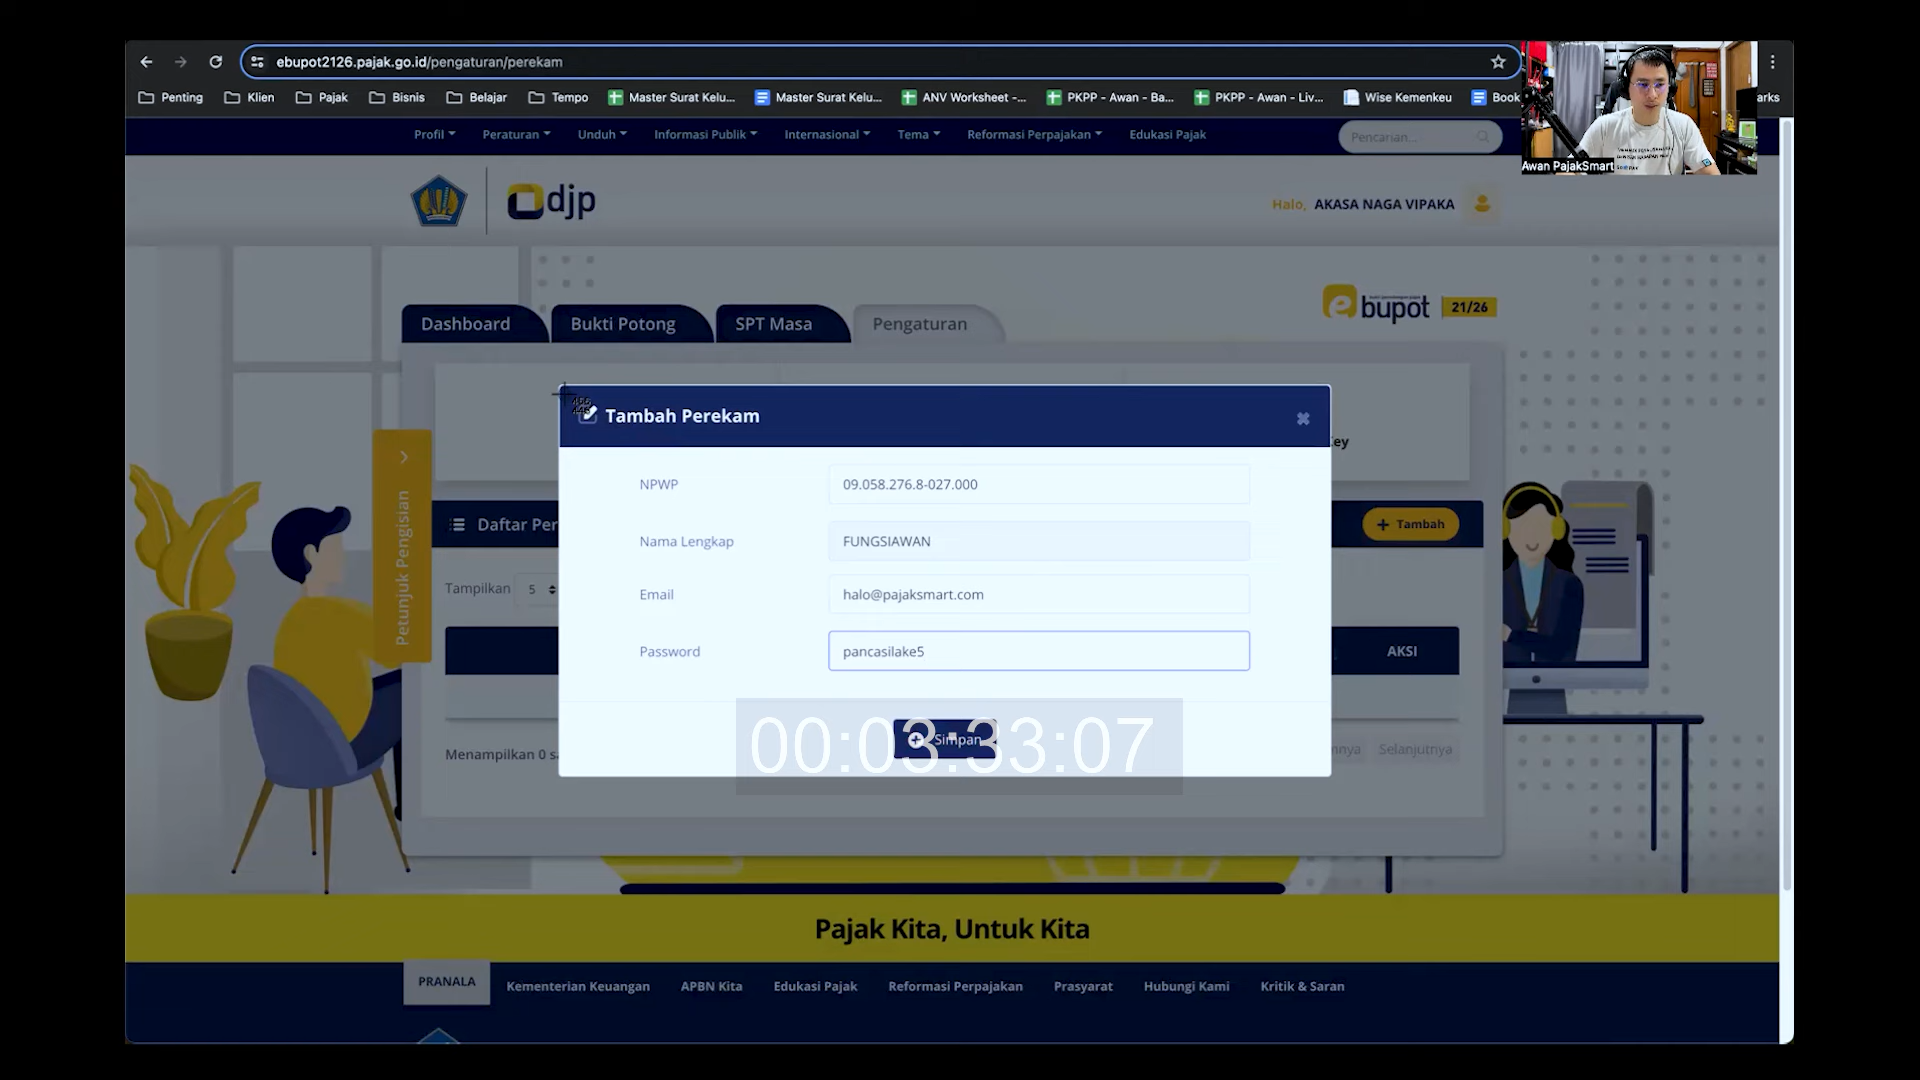 ebupot2126.pajak.go.id/pengaturan/perekam
Penting Klien Pajak Bisnis Belajar Tempo Master Surat Kelu... Master Surat Kelu... ANV Worksheet -... PKPP - Awan - Ba... PKPP - Awan - Liv... Wise Kemenkeu Book arks
Profil Peraturan Unduh Informasi Publik Internasional Tema Reformasi Perpajakan Edukasi Pajak Pencarian...
Awan PajakSmart
djp
Halo, AKASA NAGA VIPAKA
ebupot 21/26
Dashboard Bukti Potong SPT Masa Pengaturan
Tambah Perekam
ey
NPWP 09.058.276.8-027.000
Petunjuk Pengisian
Daftar Per
Tambah
Nama Lengkap FUNGSIAWAN
Tampilkan 5
Email halo@pajaksmart.com
Password pancasilake5
AKSI
Simpan
00:03:33:07
Menampilkan 0 sa
nnya Selanjutnya
Pajak Kita, Untuk Kita
PRANALA Kementerian Keuangan APBN Kita Edukasi Pajak Reformasi Perpajakan Prasyarat Hubungi Kami Kritik & Saran